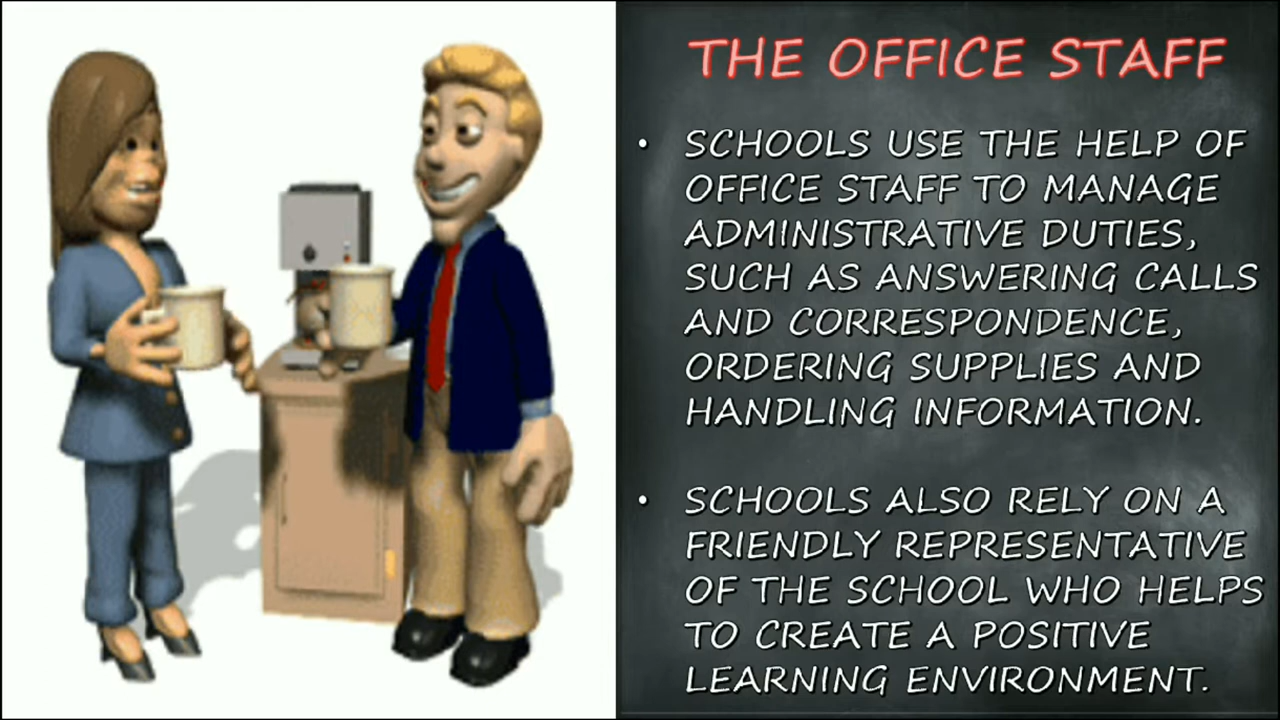 THE OFFICE STAFF
• SCHOOLS USE THE HELP OF
OFFICE STAFF TO MANAGE
ADMINISTRATIVE DUTIES,
SUCH AS ANSWERING CALLS
AND CORRESPONDENCE,
ORDERING SUPPLIES AND
HANDLING INFORMATION.
• SCHOOLS ALSO RELY ON A
FRIENDLY REPRESENTATIVE
OF THE SCHOOL WHO HELPS
TO CREATE A POSITIVE
LEARNING ENVIRONMENT.